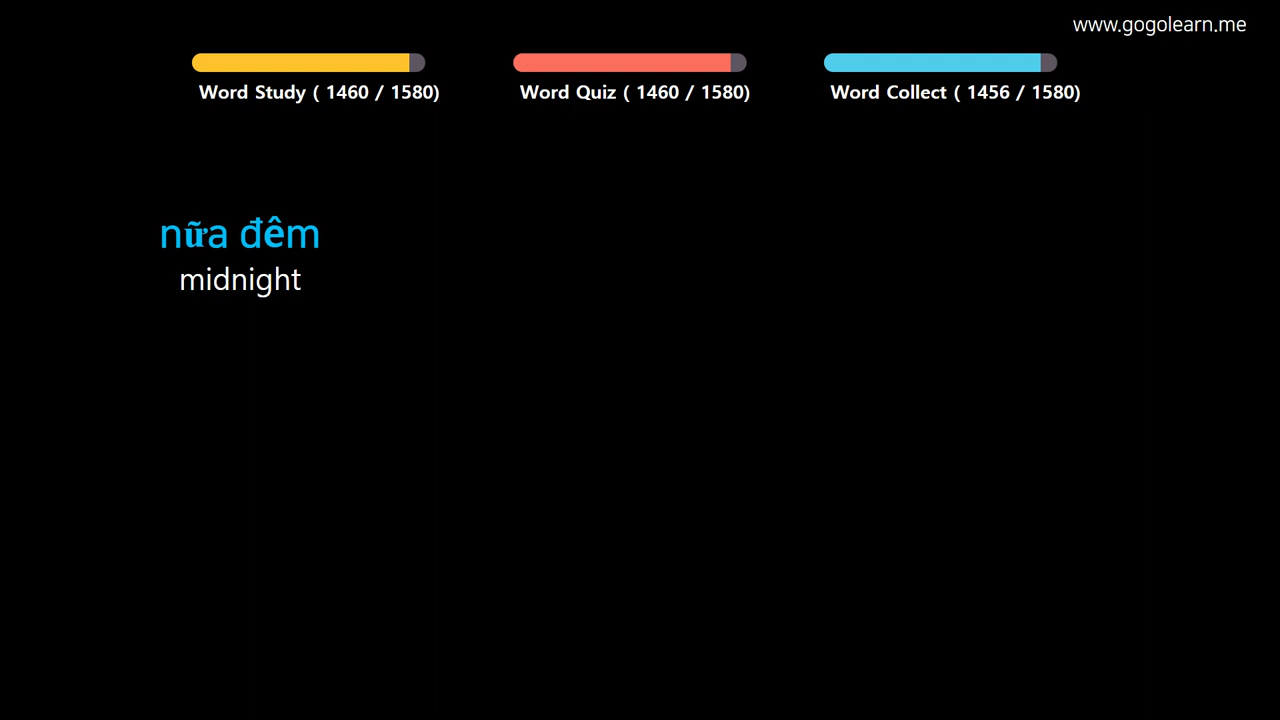 www.gogolearn.me
Word Study ( 1460 / 1580)
Word Quiz ( 1460 / 1580)
Word Collect ( 1456 / 1580)
nữa đêm
midnight